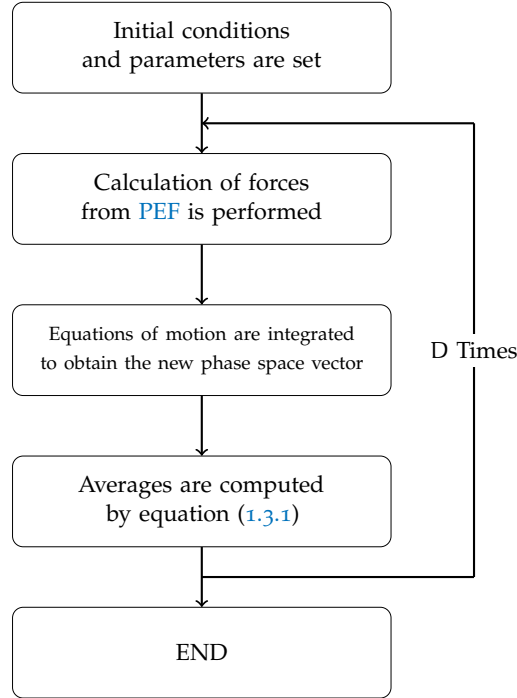 Initial conditions
and parameters are set
Calculation of forces
from PEF is performed
Equations of motion are integrated
to obtain the new phase space vector
D Times
Averages are computed
by equation (1.3.1)
END